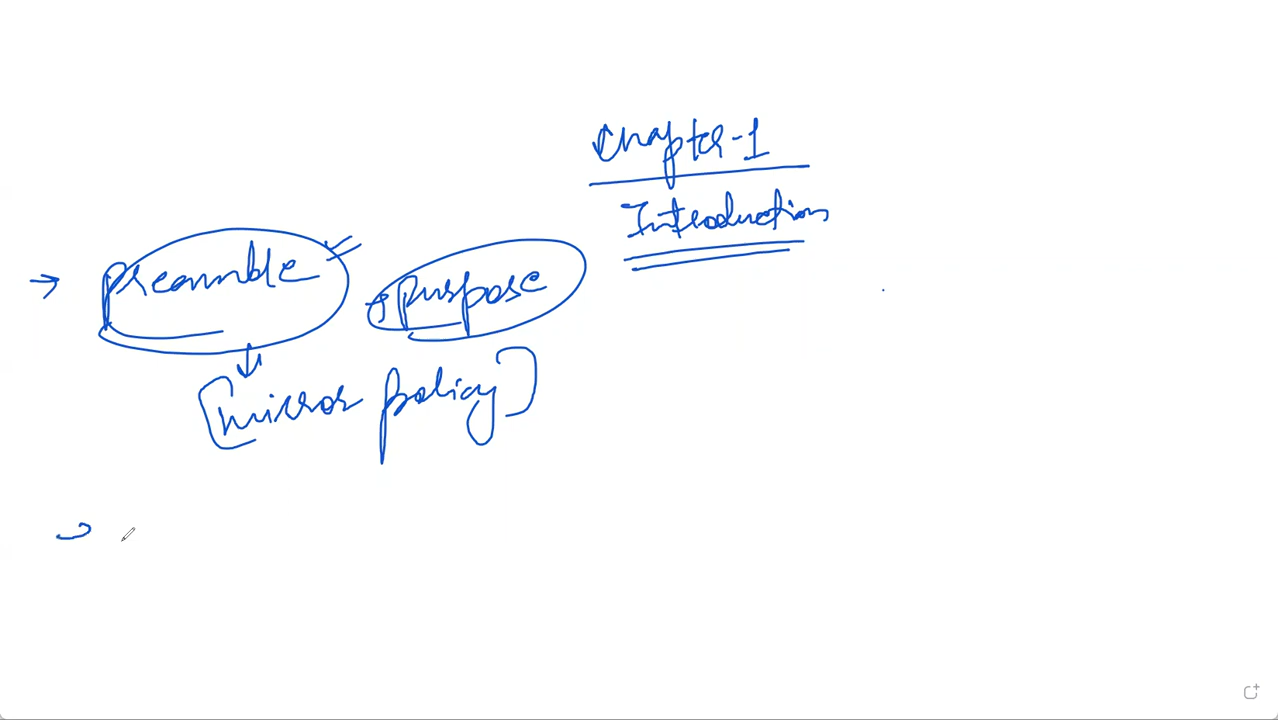 Chapter-1
Introduction
→ preamble → purpose
↓
[mirror policy]
→